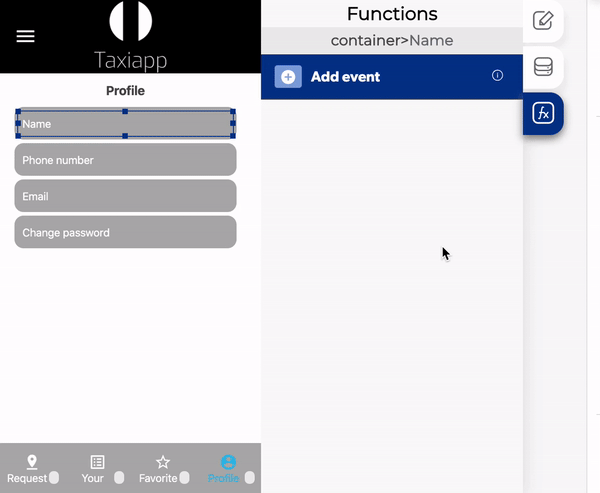 Taxiapp
Profile
Name
Phone number
Email
Change password
Request
Your
Favorite
Profile
Functions
container>Name
Add event
fx